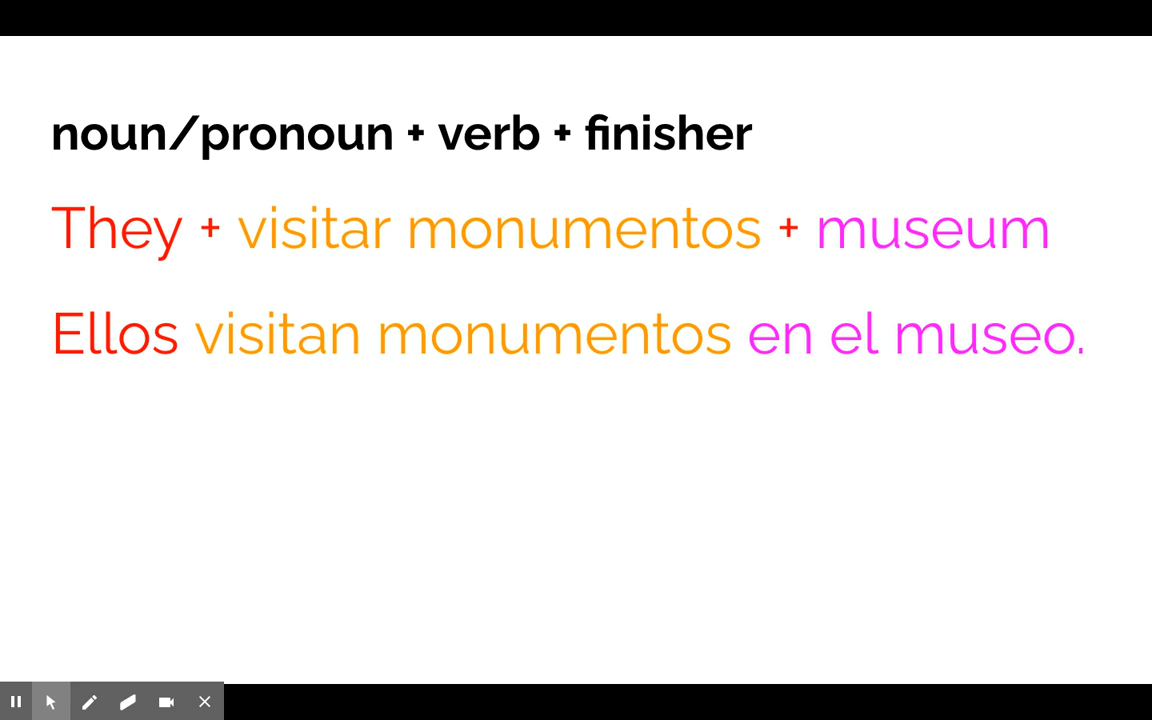 noun/pronoun + verb + finisher
They + visitar monumentos + museum
Ellos visitan monumentos en el museo.